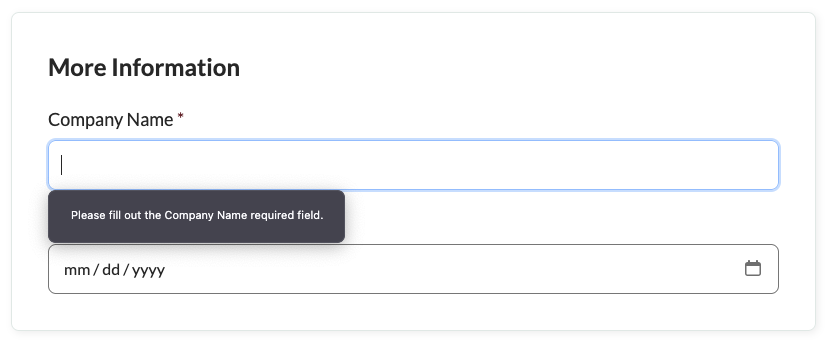 More Information
Company Name *
Please fill out the Company Name required field.
mm / dd / yyyy